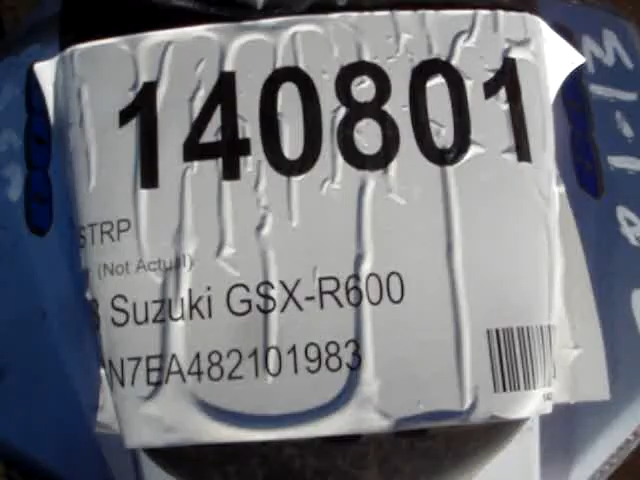 140801
STRP
(Not Actual)
Suzuki GSX-R600
N7EA482101983